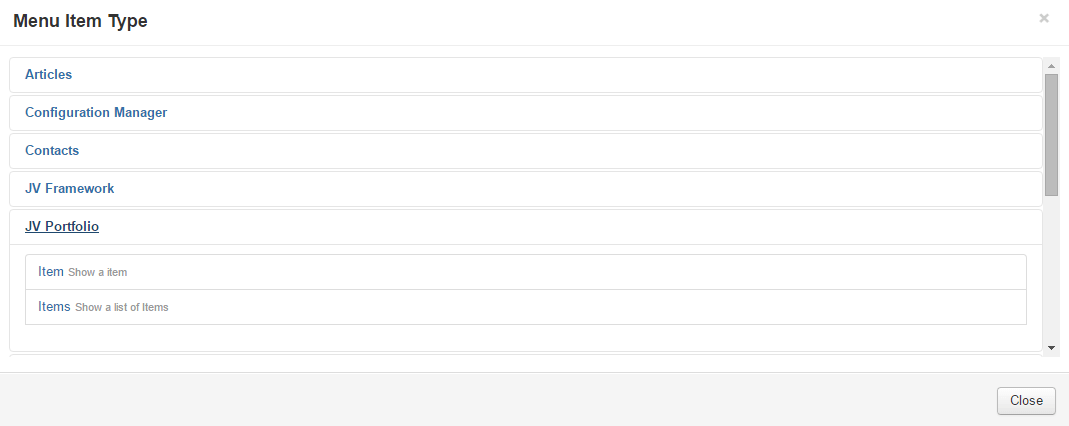 Menu Item Type
×
Articles
Configuration Manager
Contacts
JV Framework
JV Portfolio
Item Show a item
Items Show a list of Items
Close